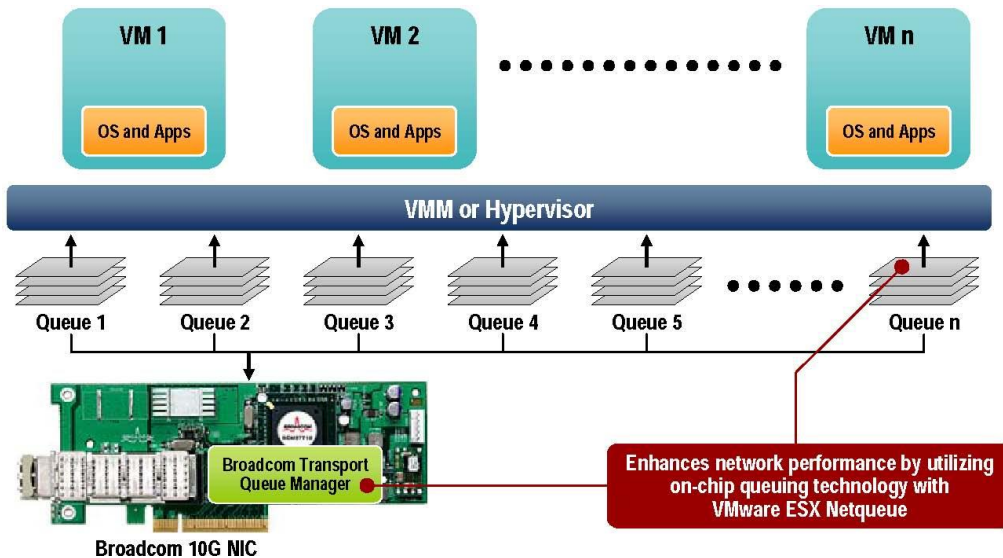 VM 1
VM 2
VM n
OS and Apps
OS and Apps
OS and Apps
VMM or Hypervisor
Queue 1
Queue 2
Queue 3
Queue 4
Queue 5
Queue n
BROADCOM
Broadcom Transport
Queue Manager
Enhances network performance by utilizing
on-chip queuing technology with
VMware ESX Netqueue
Broadcom 10G NIC